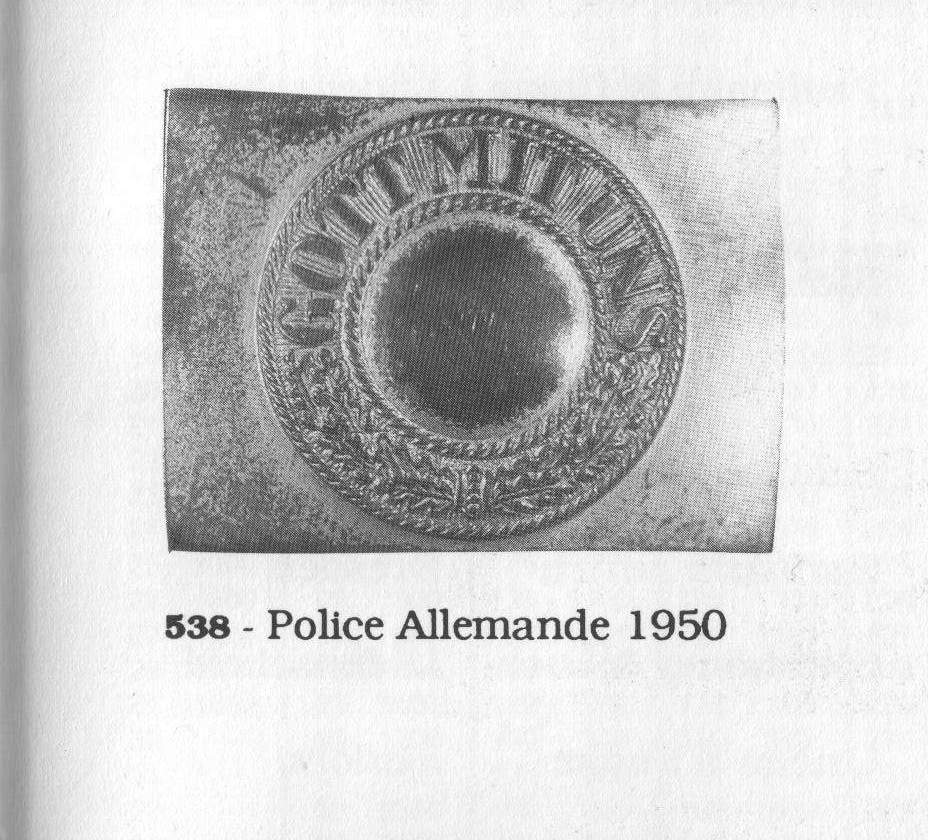 GOTT MIT UNS
538 - Police Allemande 1950